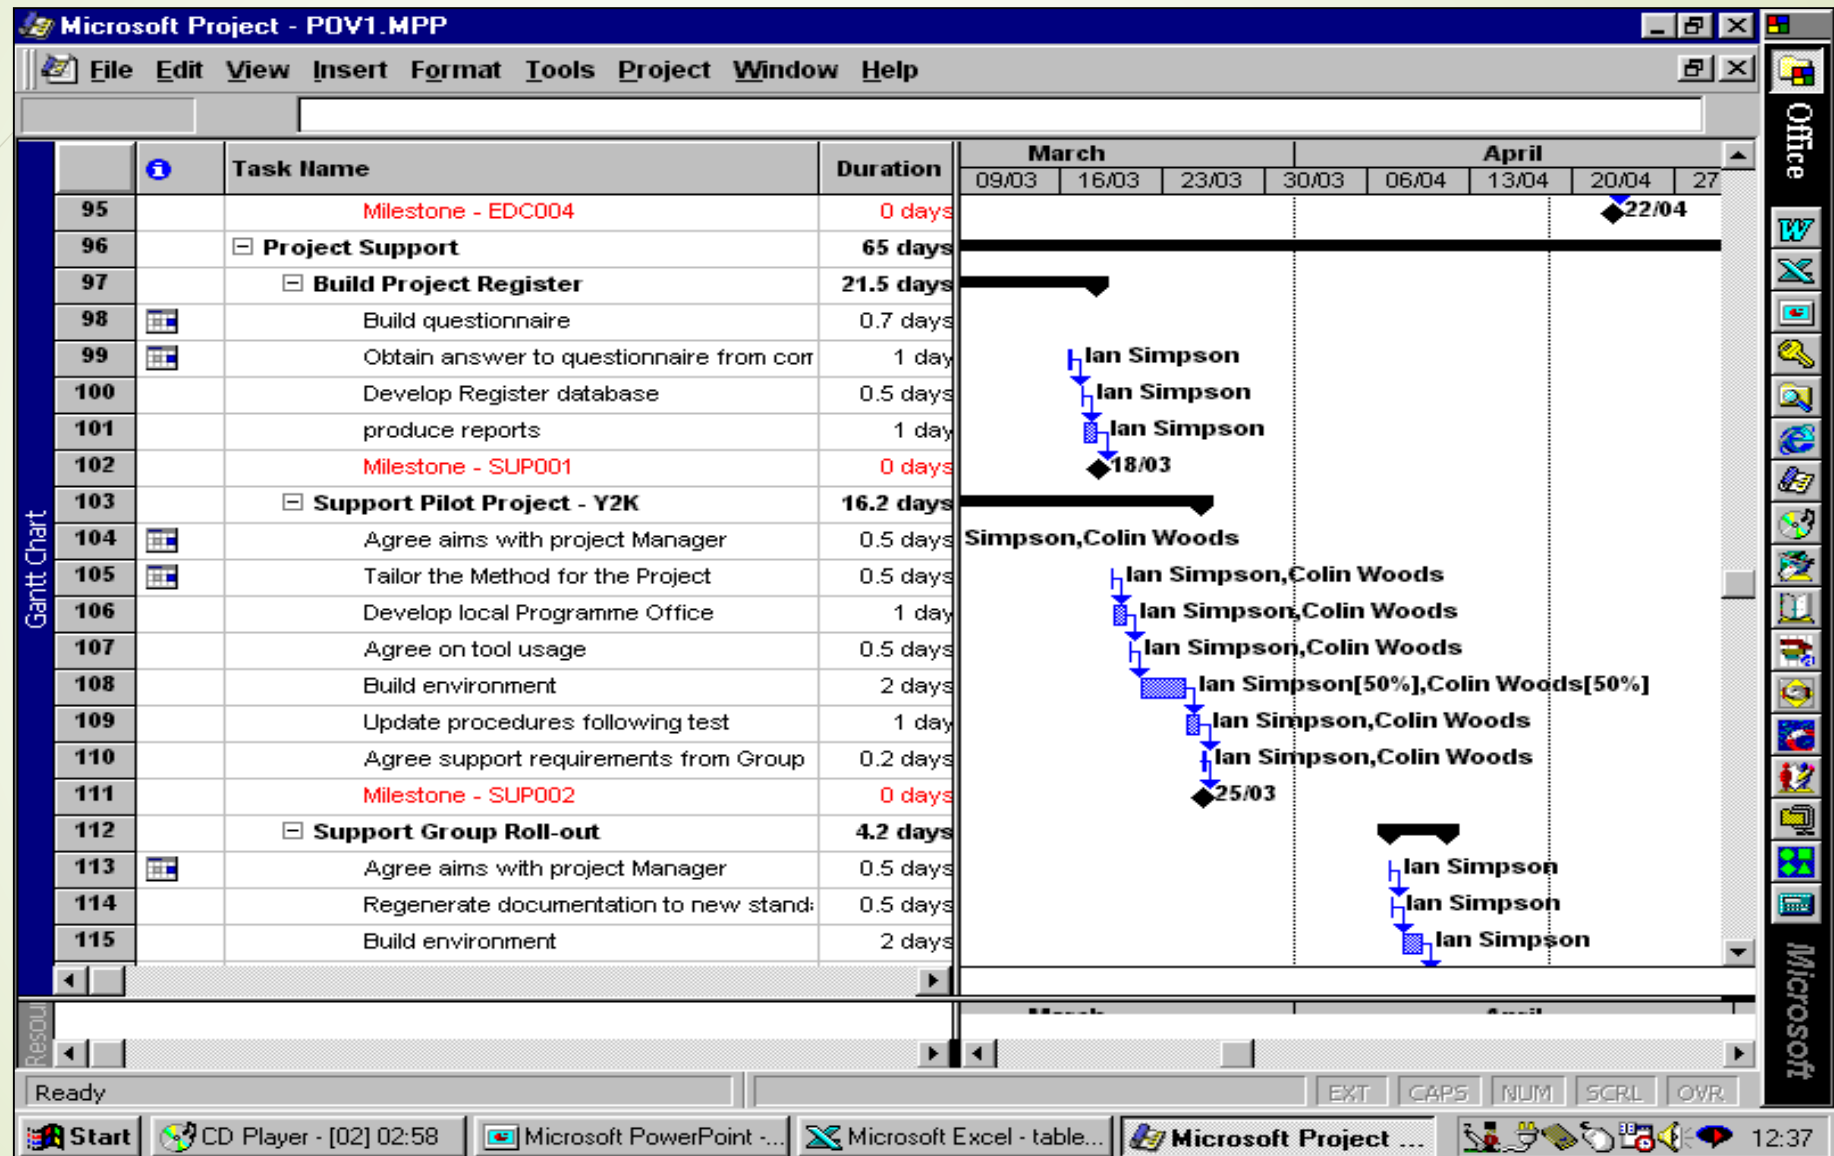 Microsoft Project - POV1.MPP
File Edit View Insert Format Tools Project Window Help
Task Name Duration March April
09/03 16/03 23/03 30/03 06/04 13/04 20/04 27
95 Milestone - EDC004 0 days 22/04
96 Project Support 65 days
97 Build Project Register 21.5 days
98 Build questionnaire 0.7 days
99 Obtain answer to questionnaire from com 1 day Ian Simpson
100 Develop Register database 0.5 days Ian Simpson
101 produce reports 1 day Ian Simpson
102 Milestone - SUP001 0 days 18/03
103 Support Pilot Project - Y2K 16.2 days
104 Agree aims with project Manager 0.5 days Simpson,Colin Woods
105 Tailor the Method for the Project 0.5 days Ian Simpson,Colin Woods
106 Develop local Programme Office 1 day Ian Simpson,Colin Woods
107 Agree on tool usage 0.5 days Ian Simpson,Colin Woods
108 Build environment 2 days Ian Simpson[50%],Colin Woods[50%]
109 Update procedures following test 1 day Ian Simpson,Colin Woods
110 Agree support requirements from Group 0.2 days Ian Simpson,Colin Woods
111 Milestone - SUP002 0 days 25/03
112 Support Group Roll-out 4.2 days
113 Agree aims with project Manager 0.5 days Ian Simpson
114 Regenerate documentation to new stand 0.5 days Ian Simpson
115 Build environment 2 days Ian Simpson
Gantt Chart
Resou
March April
Ready EXT CAPS NUM SCRL OVR
Start CD Player - [02] 02:58 Microsoft PowerPoint -... Microsoft Excel - table... Microsoft Project ... 12:37
Office
Microsoft